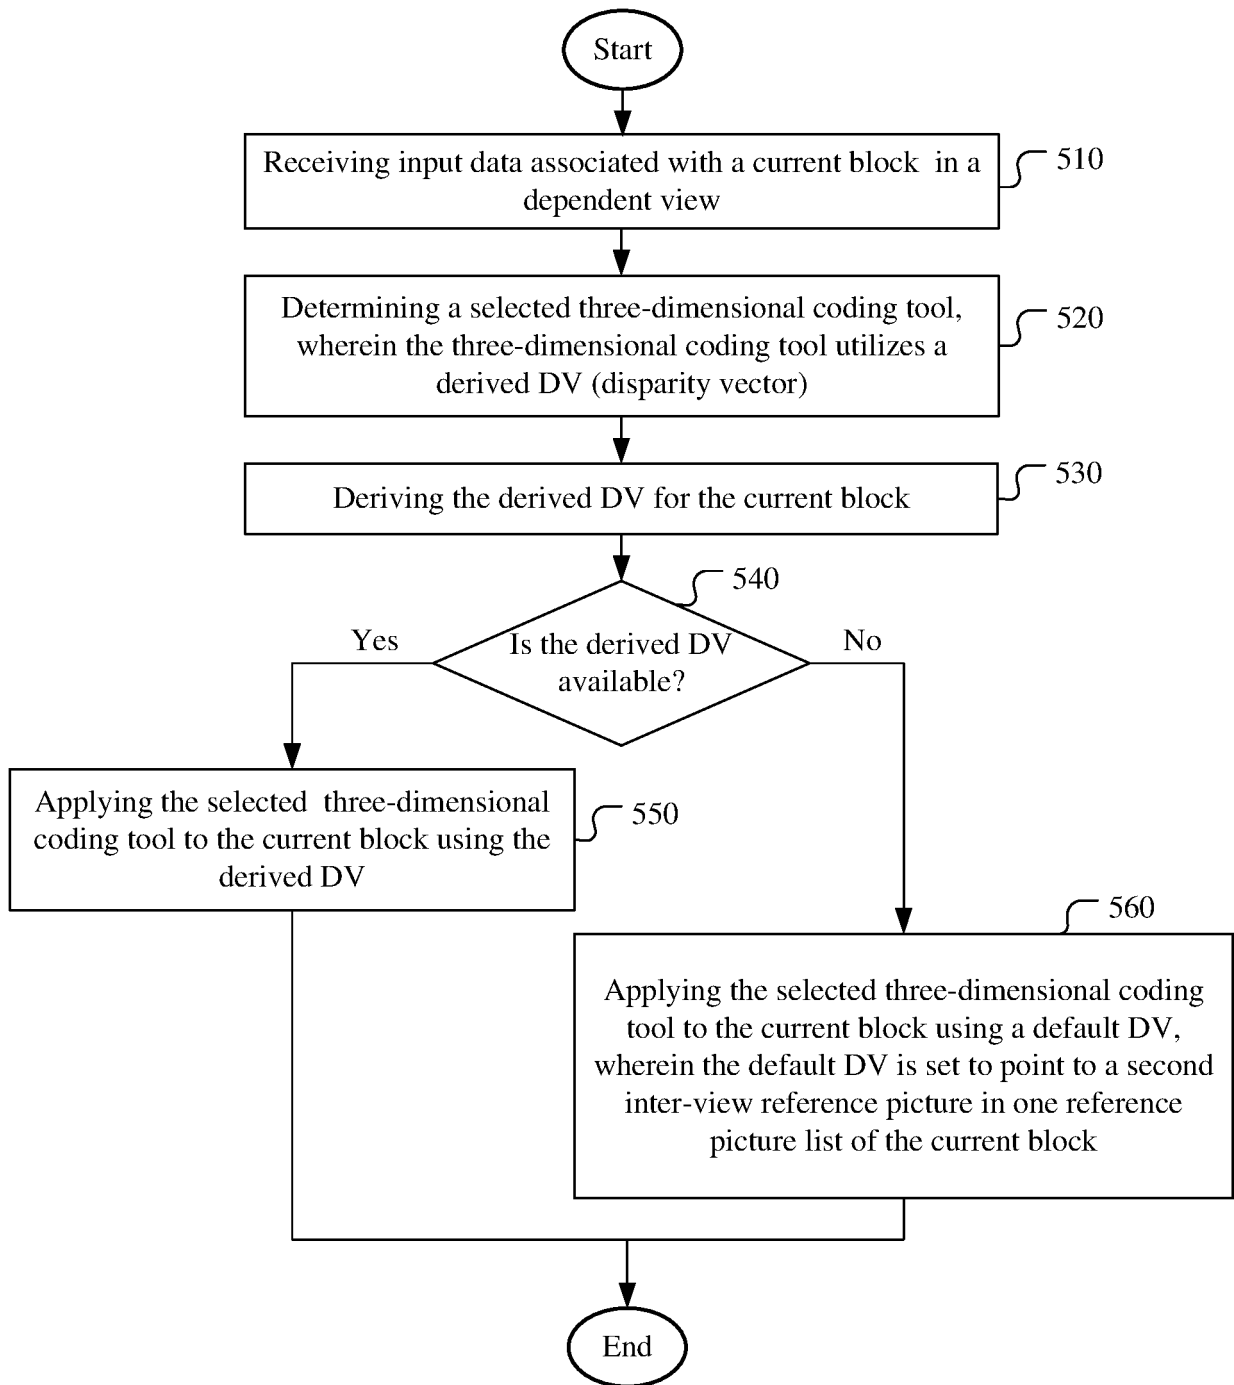 Start
Receiving input data associated with a current block in a
dependent view
510
Determining a selected three-dimensional coding tool,
wherein the three-dimensional coding tool utilizes a
derived DV (disparity vector)
520
Deriving the derived DV for the current block
530
540
Yes
Is the derived DV
available?
No
Applying the selected three-dimensional
coding tool to the current block using the
derived DV
550
560
Applying the selected three-dimensional coding
tool to the current block using a default DV,
wherein the default DV is set to point to a second
inter-view reference picture in one reference
picture list of the current block
End